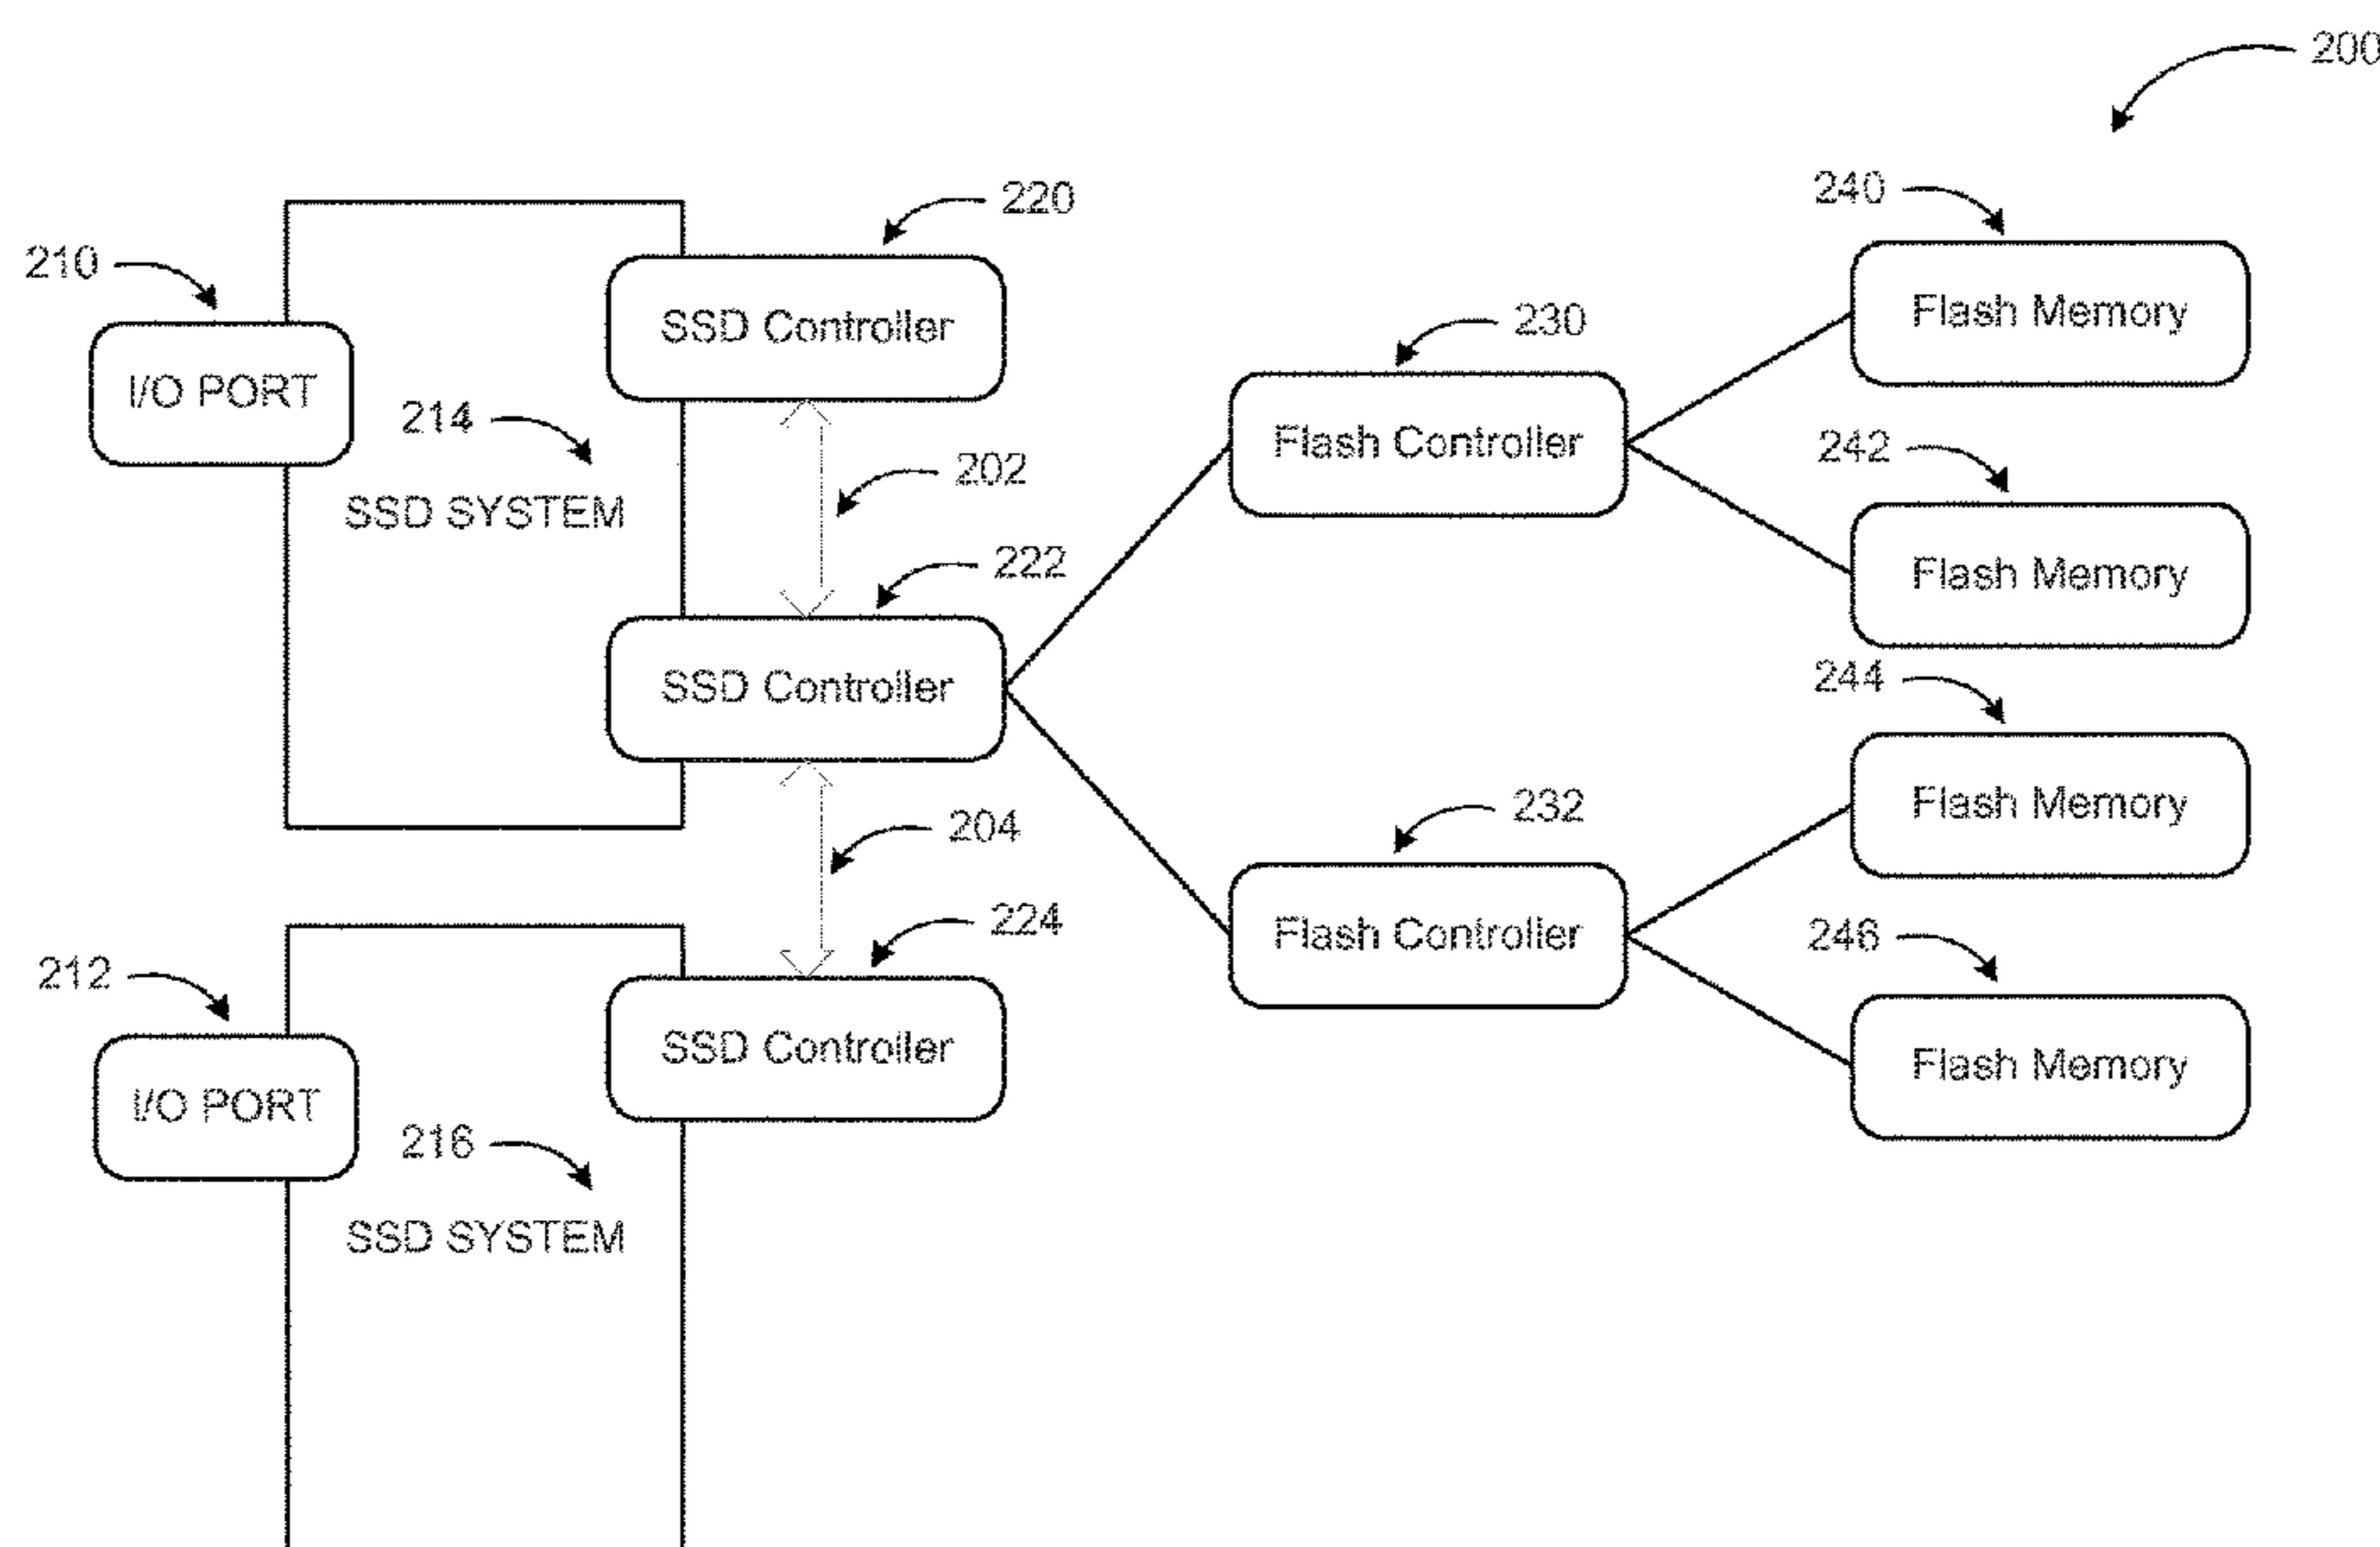 200
220
240
210
SSD Controller
Flash Memory
230
I/O PORT
214
Flash Controller
242
202
SSD SYSTEM
222
Flash Memory
SSD Controller
244
232
Flash Memory
204
224
Flash Controller
246
212
SSD Controller
Flash Memory
I/O PORT
216
SSD SYSTEM